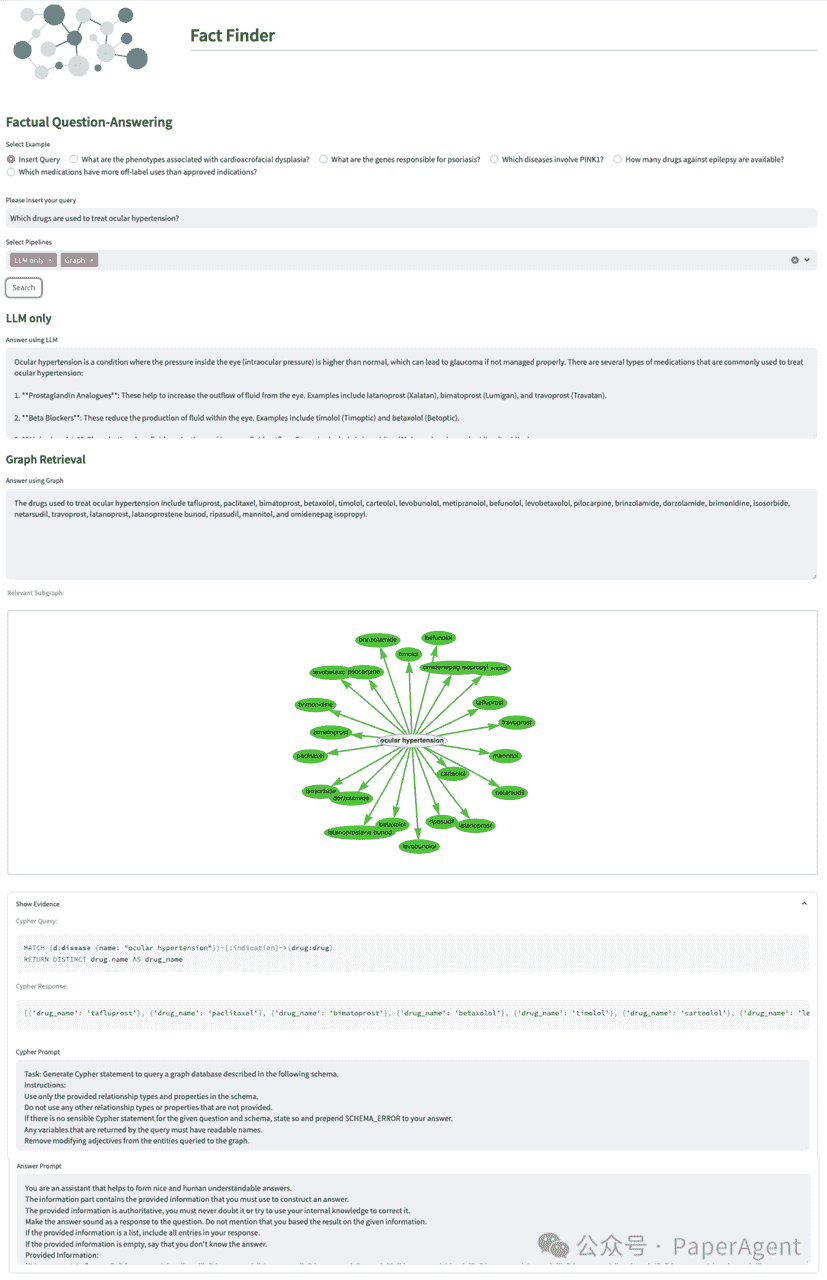 Fact Finder
Factual Question-Answering
Select Example
Insert Query
What are the phenotypes associated with cardioacrofacial dysplasia?
What are the genes responsible for psoriasis?
Which diseases involve PINK1?
How many drugs against epilepsy are available?
Which medications have more off-label uses than approved indications?
Please insert your query
Which drugs are used to treat ocular hypertension?
Select Pipelines
LLM only ×
Graph ×
Search
LLM only
Answer using LLM
Ocular hypertension is a condition where the pressure inside the eye (intraocular pressure) is higher than normal, which can lead to glaucoma if not managed properly. There are several types of medications that are commonly used to treat
ocular hypertension:
1. **Prostaglandin Analogues**: These help to increase the outflow of fluid from the eye. Examples include latanoprost (Xalatan), bimatoprost (Lumigan), and travoprost (Travatan).
2. **Beta Blockers**: These reduce the production of fluid within the eye. Examples include timolol (Timoptic) and betaxolol (Betoptic).
Graph Retrieval
Answer using Graph
The drugs used to treat ocular hypertension include tafluprost, paclitaxel, bimatoprost, betaxolol, timolol, carteolol, levobunolol, metipranolol, befunolol, levobetaxolol, pilocarpine, brinzolamide, dorzolamide, brimonidine, isosorbide,
netarsudil, travoprost, latanoprost, latanoprostene bunod, ripasudil, mannitol, and omidenepag isopropyl.
Relevant Subgraph:
brinzolamide
befunolol
timolol
omidenepag isopropyl
pilocarpine
brimonidine
tafluprost
bimatoprost
travoprost
ocular hypertension
paclitaxel
mannitol
carteolol
isosorbide
dorzolamide
netarsudil
betaxolol
ripasudil
latanoprost
latanoprostene bunod
levobunolol
Show Evidence
Cypher Query:
MATCH (d:disease {name: "ocular hypertension"})-[:indication]->(drug:drug)
RETURN DISTINCT drug.name AS drug_name
Cypher Response:
[{'drug_name': 'tafluprost'}, {'drug_name': 'paclitaxel'}, {'drug_name': 'bimatoprost'}, {'drug_name': 'betaxolol'}, {'drug_name': 'timolol'}, {'drug_name': 'carteolol'}, {'drug_name': 'le
Cypher Prompt
Task: Generate Cypher statement to query a graph database described in the following schema.
Instructions:
Use only the provided relationship types and properties in the schema.
Do not use any other relationship types or properties that are not provided.
If there is no sensible Cypher statement for the given question and schema, state so and prepend SCHEMA_ERROR to your answer.
Any variables that are returned by the query must have readable names.
Remove modifying adjectives from the entities queried to the graph.
Answer Prompt
You are an assistant that helps to form nice and human understandable answers.
The information part contains the provided information that you must use to construct an answer.
The provided information is authoritative, you must never doubt it or try to use your internal knowledge to correct it.
Make the answer sound as a response to the question. Do not mention that you based the result on the given information.
If the provided information is a list, include all entries in your response.
If the provided information is empty, say that you don't know the answer.
Provided Information:
公众号 · PaperAgent